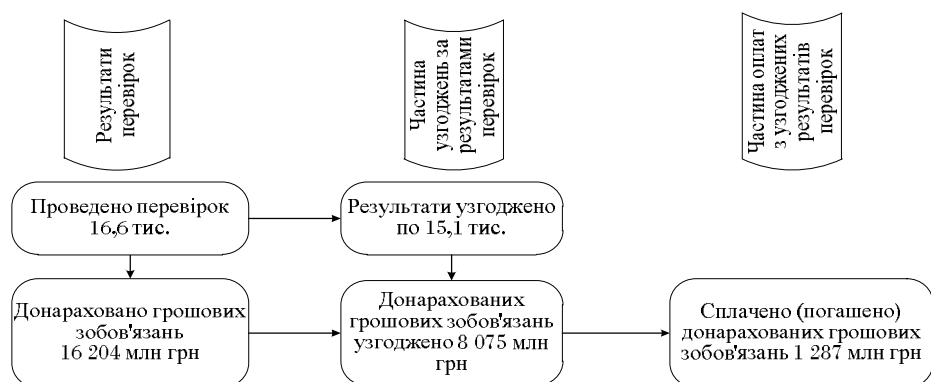 Результати
перевірок
Частина
узгоджень за
результатами
перевірок
Частина оплат
з узгоджених
результатів
перевірок
Проведено перевірок
16,6 тис.
Результати узгоджено
по 15,1 тис.
Донараховано грошових
зобов'язань
16 204 млн грн
Донарахованих
грошових зобов'язань
узгоджено 8 075 млн
грн
Сплачено (погашено)
донарахованих грошових
зобов'язань 1 287 млн грн